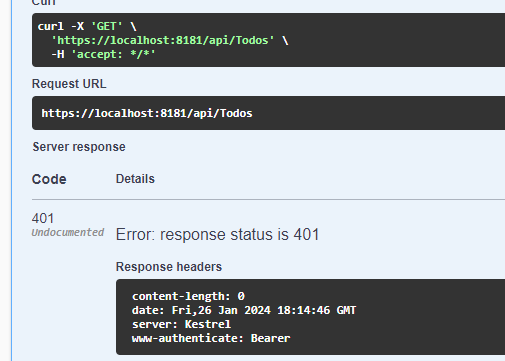 Curl
curl -X 'GET' \
'https://localhost:8181/api/Todos' \
-H 'accept: */*'
Request URL
https://localhost:8181/api/Todos
Server response
Code Details
401
Undocumented
Error: response status is 401
Response headers
content-length: 0
date: Fri,26 Jan 2024 18:14:46 GMT
server: Kestrel
www-authenticate: Bearer